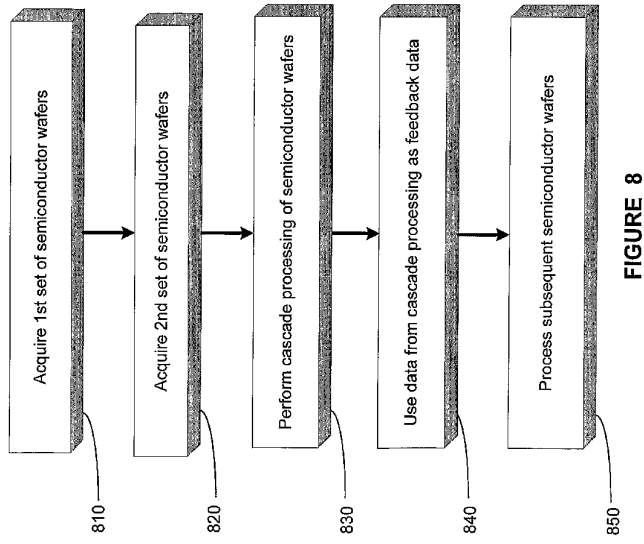 Acquire 1st set of semiconductor wafers
810
Acquire 2nd set of semiconductor wafers
820
Perform cascade processing of semiconductor wafers
830
Use data from cascade processing as feedback data
840
Process subsequent semiconductor wafers
850
FIGURE 8